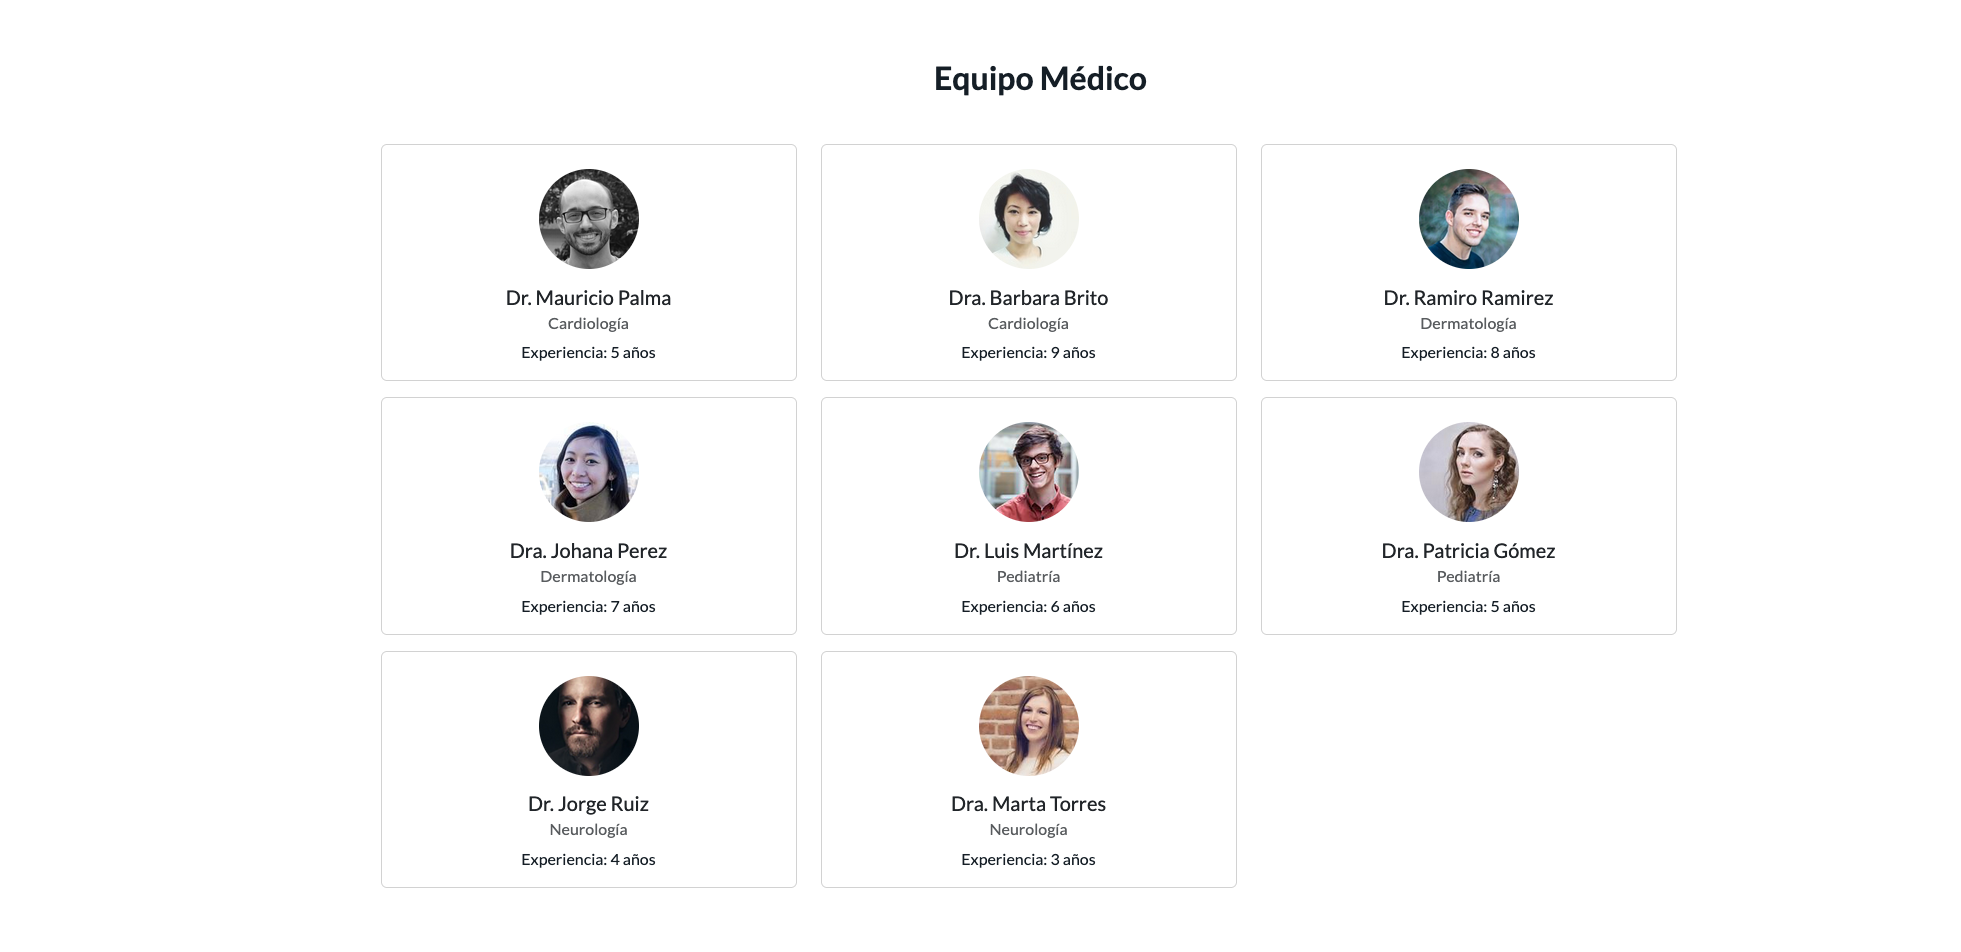 Equipo Médico
Dr. Mauricio Palma
Cardiología
Experiencia: 5 años
Dra. Barbara Brito
Cardiología
Experiencia: 9 años
Dr. Ramiro Ramirez
Dermatología
Experiencia: 8 años
Dra. Johana Perez
Dermatología
Experiencia: 7 años
Dr. Luis Martínez
Pediatría
Experiencia: 6 años
Dra. Patricia Gómez
Pediatría
Experiencia: 5 años
Dr. Jorge Ruiz
Neurología
Experiencia: 4 años
Dra. Marta Torres
Neurología
Experiencia: 3 años